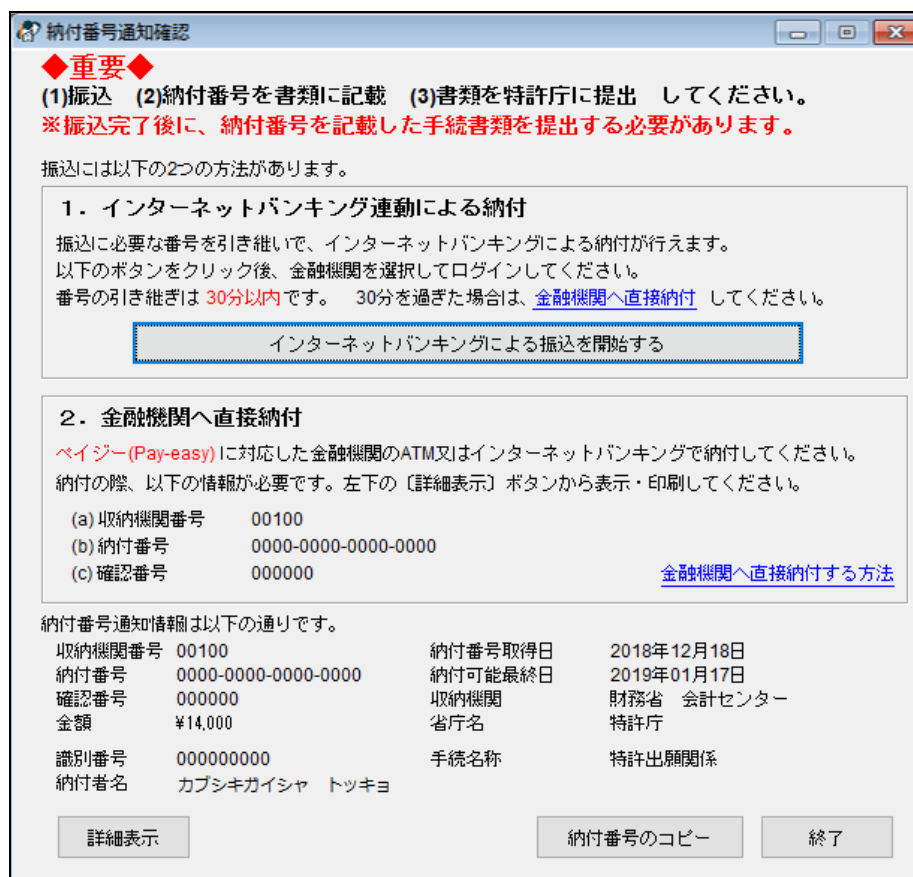 納付番号通知確認
◆重要◆
(1)振込　(2)納付番号を書類に記載　(3)書類を特許庁に提出　してください。
※振込完了後に、納付番号を記載した手続書類を提出する必要があります。
振込には以下の2つの方法があります。
１．インターネットバンキング連動による納付
振込に必要な番号を引き継いで、インターネットバンキングによる納付が行えます。
以下のボタンをクリック後、金融機関を選択してログインしてください。
番号の引き継ぎは 30分以内です。　30分を過ぎた場合は、金融機関へ直接納付　してください。
インターネットバンキングによる振込を開始する
２．金融機関へ直接納付
ペイジー(Pay-easy)に対応した金融機関のATM又はインターネットバンキングで納付してください。
納付の際、以下の情報が必要です。左下の〔詳細表示〕ボタンから表示・印刷してください。
(a)収納機関番号　00100
(b)納付番号　0000-0000-0000-0000
(c)確認番号　000000　金融機関へ直接納付する方法
納付番号通知情報は以下の通りです。
収納機関番号　00100　納付番号取得日　2018年12月18日
納付番号　0000-0000-0000-0000　納付可能最終日　2019年01月17日
確認番号　000000　収納機関　財務省　会計センター
金額　¥14,000　省庁名　特許庁
識別番号　000000000　手続名称　特許出願関係
納付者名　カブシキガイシャ　トッキョ
詳細表示　納付番号のコピー　終了